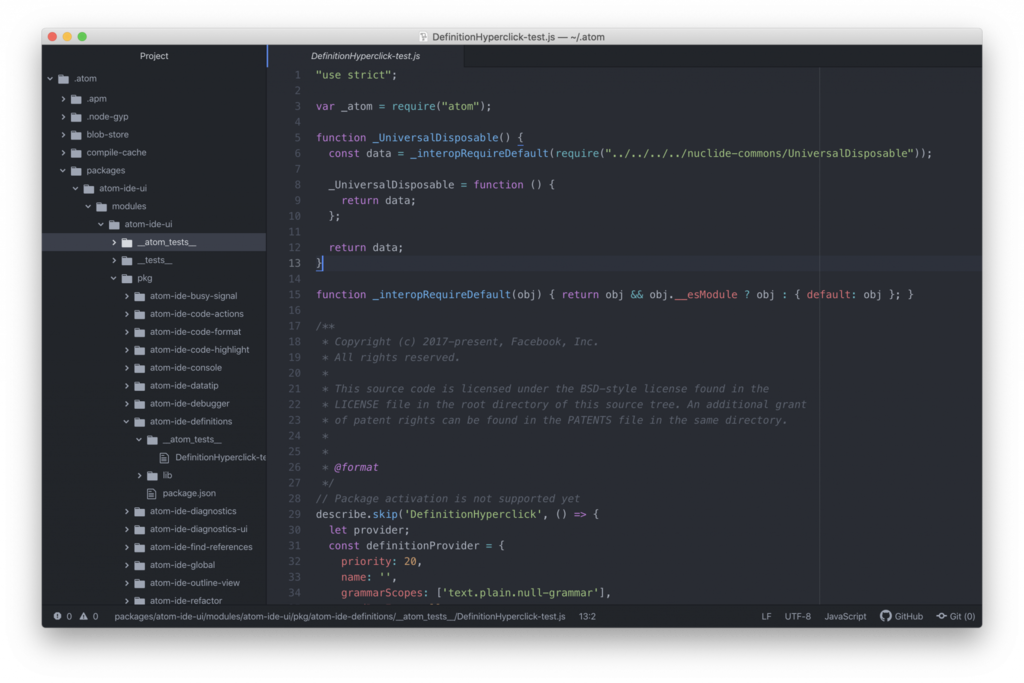 DefinitionHyperclick-test.js — ~/.atom
Project
.atom
.apm
.node-gyp
blob-store
compile-cache
packages
atom-ide-ui
modules
atom-ide-ui
__atom_tests__
__tests__
pkg
atom-ide-busy-signal
atom-ide-code-actions
atom-ide-code-format
atom-ide-code-highlight
atom-ide-console
atom-ide-datatip
atom-ide-debugger
atom-ide-definitions
__atom_tests__
DefinitionHyperclick-te
lib
package.json
atom-ide-diagnostics
atom-ide-diagnostics-ui
atom-ide-find-references
atom-ide-global
atom-ide-outline-view
atom-ide-refactor
DefinitionHyperclick-test.js
1 "use strict";
2
3 var _atom = require("atom");
4
5 function _UniversalDisposable() {
6 const data = _interopRequireDefault(require("../../../../nuclide-commons/UniversalDisposable"));
7
8 _UniversalDisposable = function () {
9 return data;
10 };
11
12 return data;
13 }
14
15 function _interopRequireDefault(obj) { return obj && obj.__esModule ? obj : { default: obj }; }
16
17 /**
18 * Copyright (c) 2017-present, Facebook, Inc.
19 * All rights reserved.
20 *
21 * This source code is licensed under the BSD-style license found in the
22 * LICENSE file in the root directory of this source tree. An additional grant
23 * of patent rights can be found in the PATENTS file in the same directory.
24 *
25 *
26 * @format
27 */
28 // Package activation is not supported yet
29 describe.skip('DefinitionHyperclick', () => {
30 let provider;
31 const definitionProvider = {
32 priority: 20,
33 name: '',
34 grammarScopes: ['text.plain.null-grammar'],
0 0 packages/atom-ide-ui/modules/atom-ide-ui/pkg/atom-ide-definitions/__atom_tests__/DefinitionHyperclick-test.js 13:2 LF UTF-8 JavaScript GitHub Git (0)